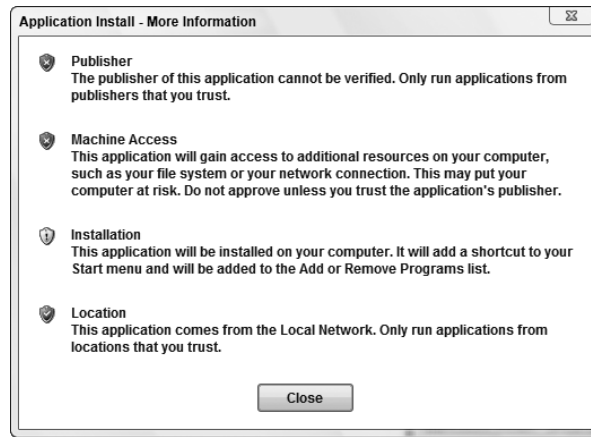 Application Install - More Information
Publisher
The publisher of this application cannot be verified. Only run applications from
publishers that you trust.
Machine Access
This application will gain access to additional resources on your computer,
such as your file system or your network connection. This may put your
computer at risk. Do not approve unless you trust the application's publisher.
Installation
This application will be installed on your computer. It will add a shortcut to your
Start menu and will be added to the Add or Remove Programs list.
Location
This application comes from the Local Network. Only run applications from
locations that you trust.
Close